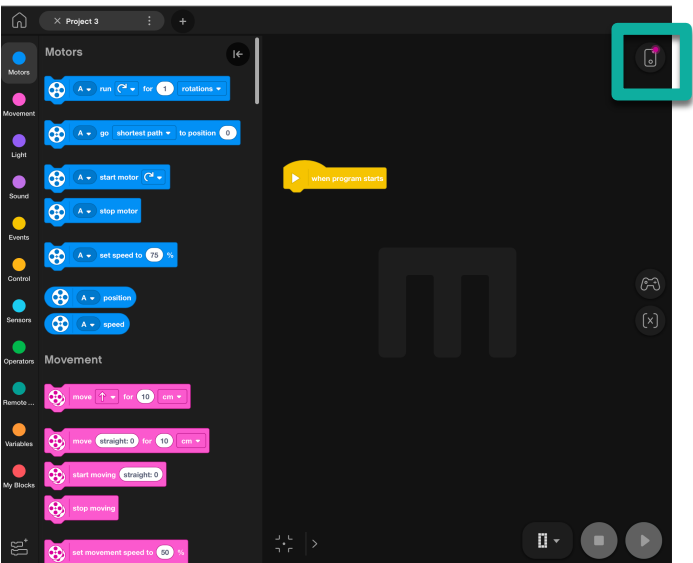 Project 3
Motors
Motors
Movement
Light
Sound
Events
Control
Sensors
Operators
Remote ...
Variables
My Blocks
A run for 1 rotations
A go shortest path to position 0
A start motor
A stop motor
A set speed to 75 %
A position
A speed
Movement
move for 10 cm
move straight: 0 for 10 cm
start moving straight: 0
stop moving
set movement speed to 50 %
when program starts